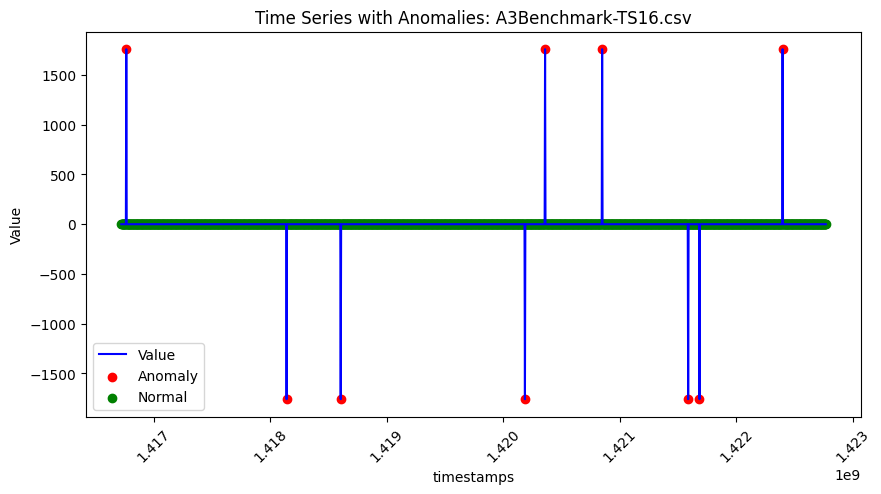 Time Series with Anomalies: A3Benchmark-TS16.csv
1500
1000
500
0
−500
−1000
−1500
Value
Value
Anomaly
Normal
1.417
1.418
1.419
1.420
1.421
1.422
1.423
1e9
timestamps